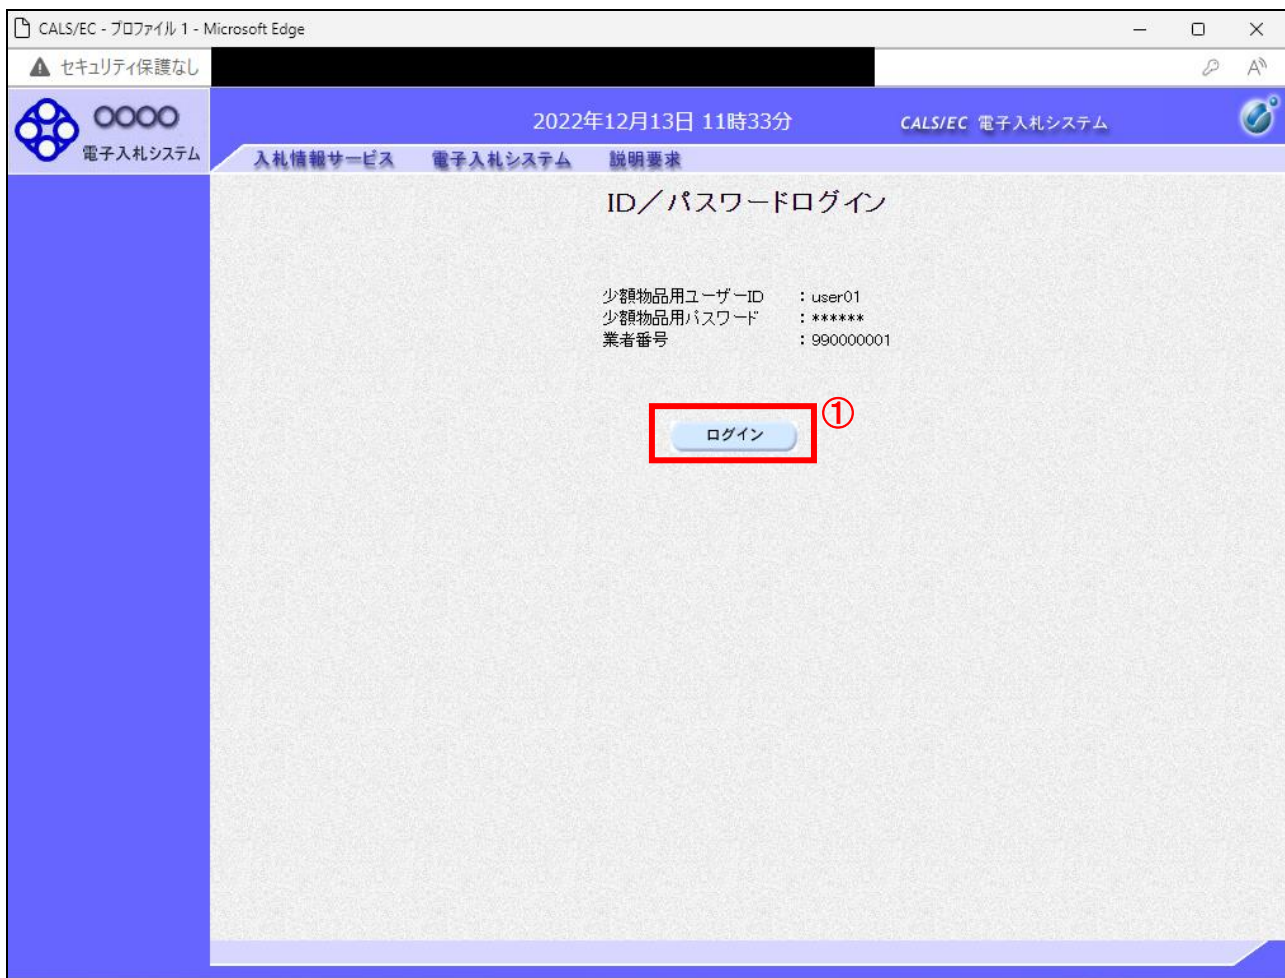 CALS/EC - プロファイル 1 - Microsoft Edge
セキュリティ保護なし
○○○○
電子入札システム
2022年12月13日 11時33分
CALS/EC 電子入札システム
入札情報サービス 電子入札システム 説明要求
ID／パスワードログイン
少額物品用ユーザーID ：user01
少額物品用パスワード ：******
業者番号 ：990000001
ログイン
①